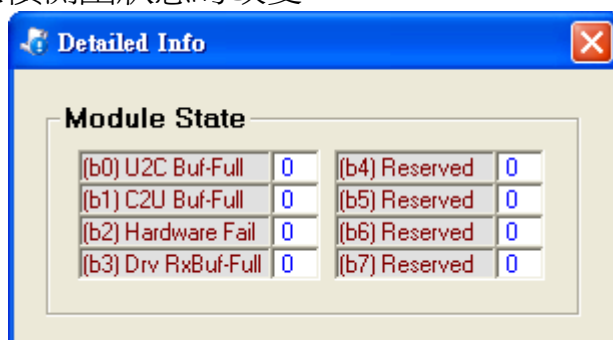 Detailed Info
Module State
(b0) U2C Buf-Full 0 (b4) Reserved 0
(b1) C2U Buf-Full 0 (b5) Reserved 0
(b2) Hardware Fail 0 (b6) Reserved 0
(b3) Drv RxBuf-Full 0 (b7) Reserved 0